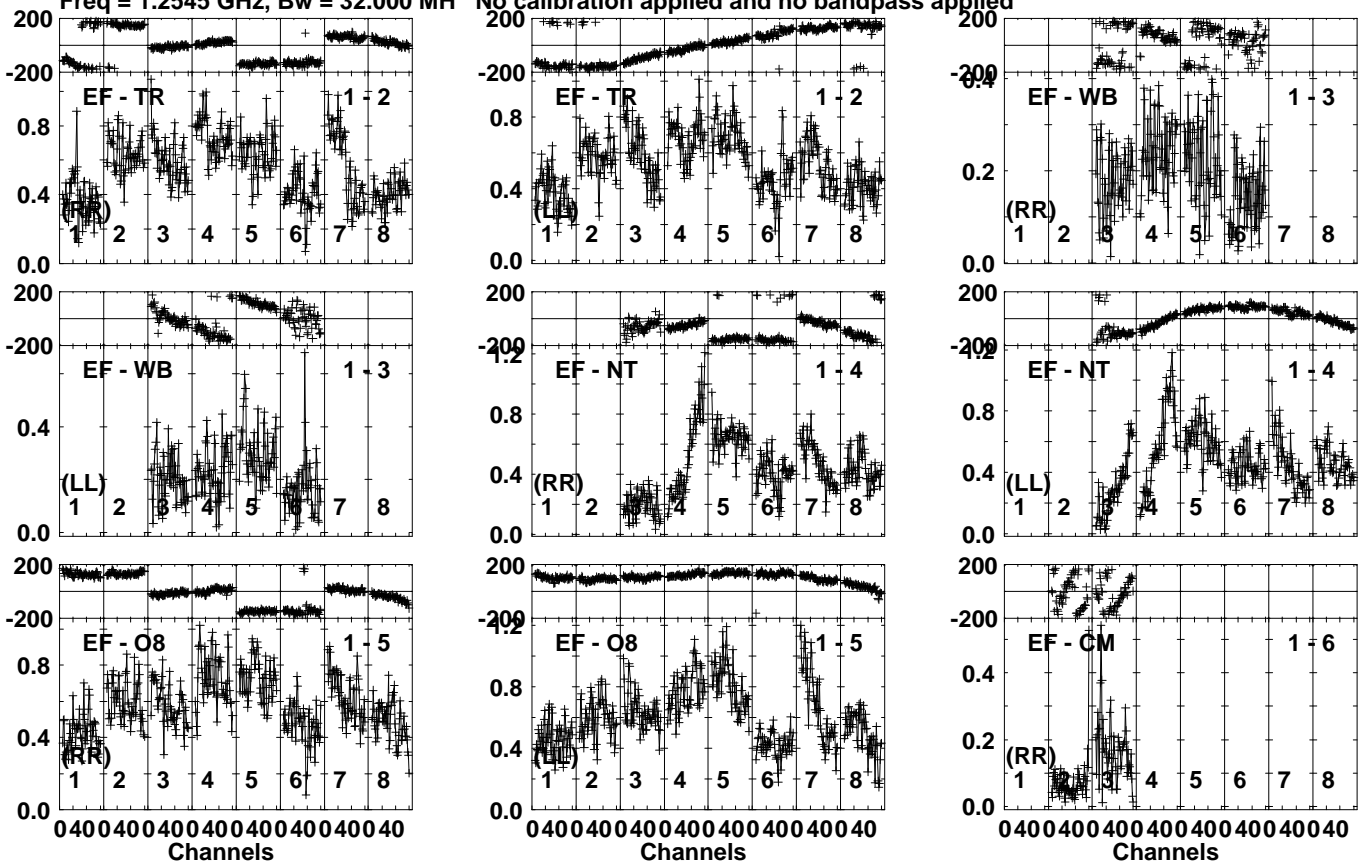 Freq = 1.2545 GHz, Bw = 32.000 MH No calibration applied and no bandpass applied
200
-200
EF - TR 1 - 2
0.8
0.4
(RR)
1 2 3 4 5 6 7 8
0.0
200
-200
EF - TR 1 - 2
0.8
0.4
(LL)
1 2 3 4 5 6 7 8
0.0
200
-200
0.4
EF - WB 1 - 3
0.2
(RR)
1 2 3 4 5 6 7 8
0.0
200
-200
EF - WB 1 - 3
0.4
(LL)
1 2 3 4 5 6 7 8
0.0
200
-200
1.2
EF - NT 1 - 4
0.8
0.4
(RR)
1 2 3 4 5 6 7 8
0.0
200
-200
1.2
EF - NT 1 - 4
0.8
0.4
(LL)
1 2 3 4 5 6 7 8
0.0
200
-200
EF - O8 1 - 5
0.8
0.4
(RR)
1 2 3 4 5 6 7 8
0.0
0 40 0 40 0 40 0 40 0 40 0 40 0 40 0 40
Channels
200
-200
1.2
EF - O8 1 - 5
0.8
0.4
(LL)
1 2 3 4 5 6 7 8
0.0
0 40 0 40 0 40 0 40 0 40 0 40 0 40 0 40
Channels
200
-200
EF - CM 1 - 6
0.4
0.2
(RR)
1 2 3 4 5 6 7 8
0.0
0 40 0 40 0 40 0 40 0 40 0 40 0 40 0 40
Channels